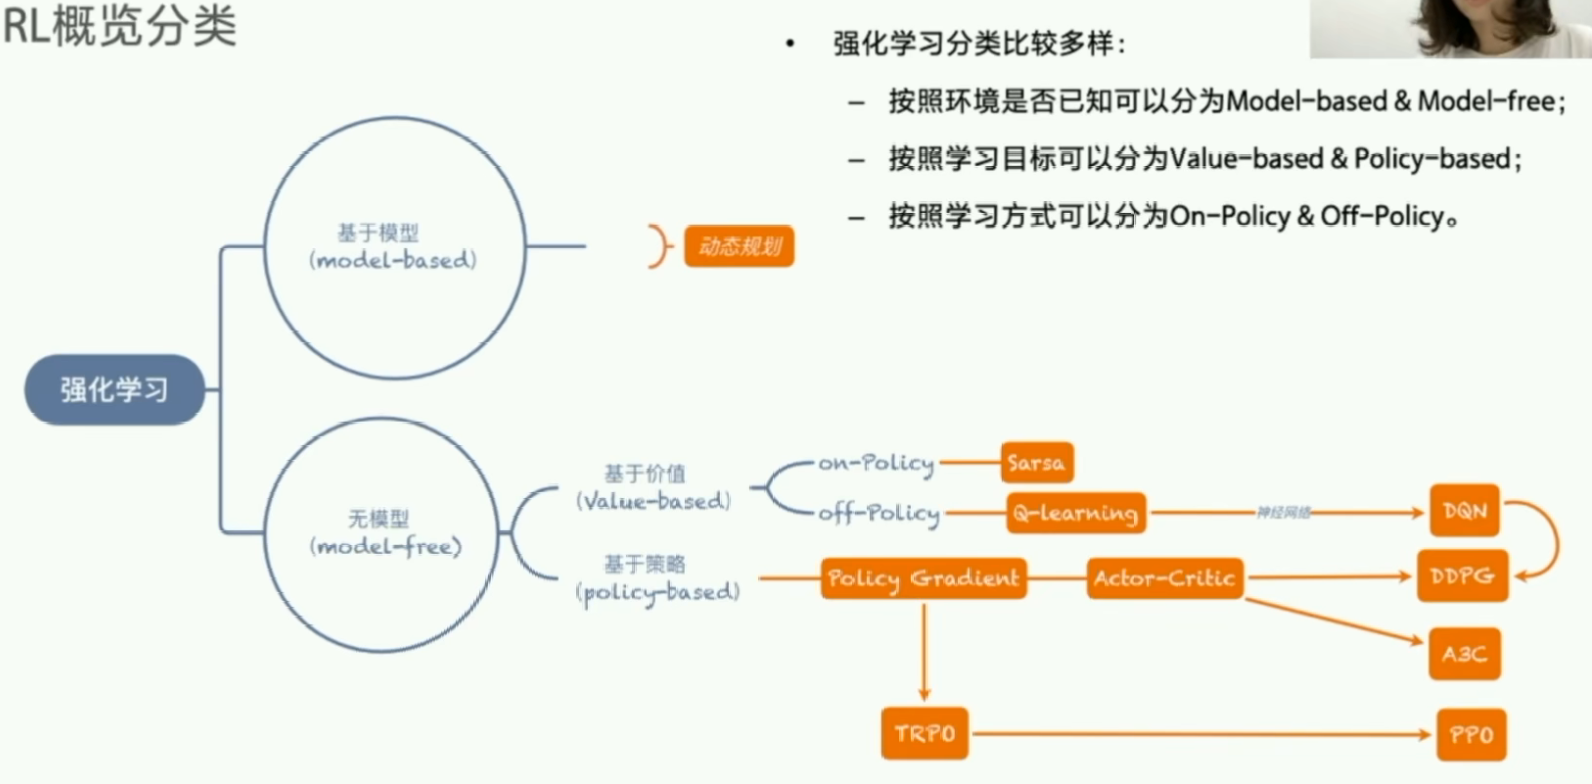 RL概览分类
• 强化学习分类比较多样：
– 按照环境是否已知可以分为Model-based & Model-free；
– 按照学习目标可以分为Value-based & Policy-based；
– 按照学习方式可以分为On-Policy & Off-Policy。
强化学习
基于模型
(model-based)
动态规划
无模型
(model-free)
基于价值
(Value-based)
on-Policy
Sarsa
off-Policy
Q-learning
神经网络
DQN
基于策略
(policy-based)
Policy Gradient
Actor-Critic
DDPG
A3C
TRPO
PPO